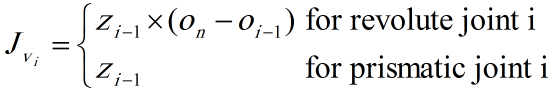 J_{v_i} = { z_{i−1} × (o_n − o_{i−1}) for revolute joint i
z_{i−1} for prismatic joint i